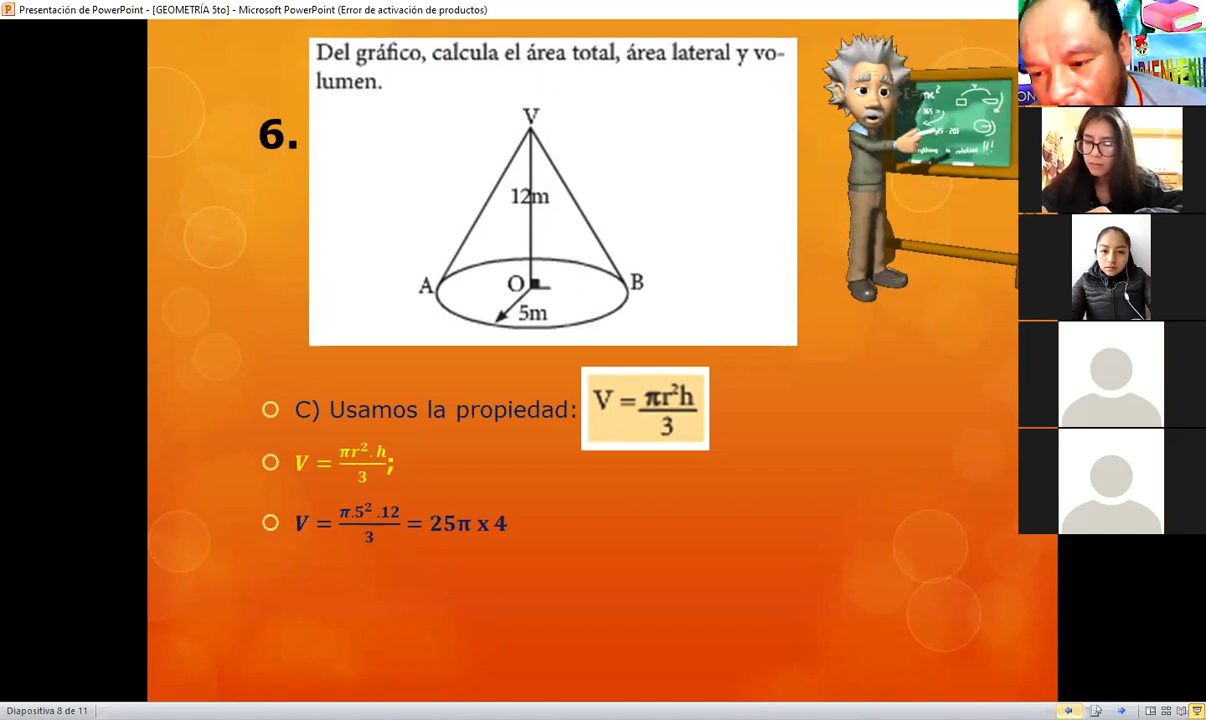 Presentación de PowerPoint - [GEOMETRÍA 5to] - Microsoft PowerPoint (Error de activación de productos)
Del gráfico, calcula el área total, área lateral y vo-
lumen.
6.
V
12m
A
O
B
5m
C) Usamos la propiedad:
V = πr²h/3
V = πr².h/3;
V = π.5².12/3 = 25π x 4
Diapositiva 8 de 11